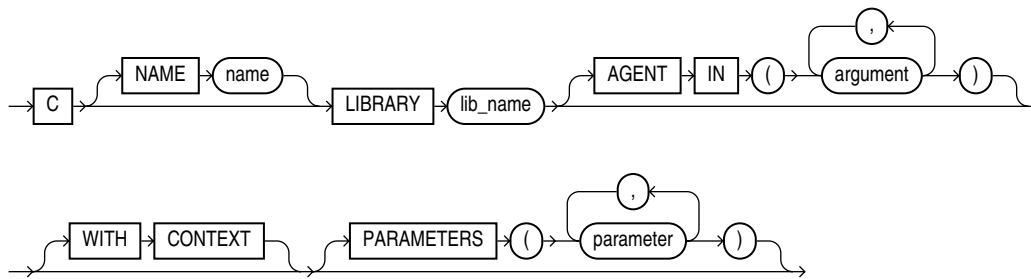 ,
NAME name AGENT IN ( argument )
C LIBRARY lib_name
,
WITH CONTEXT PARAMETERS ( parameter )